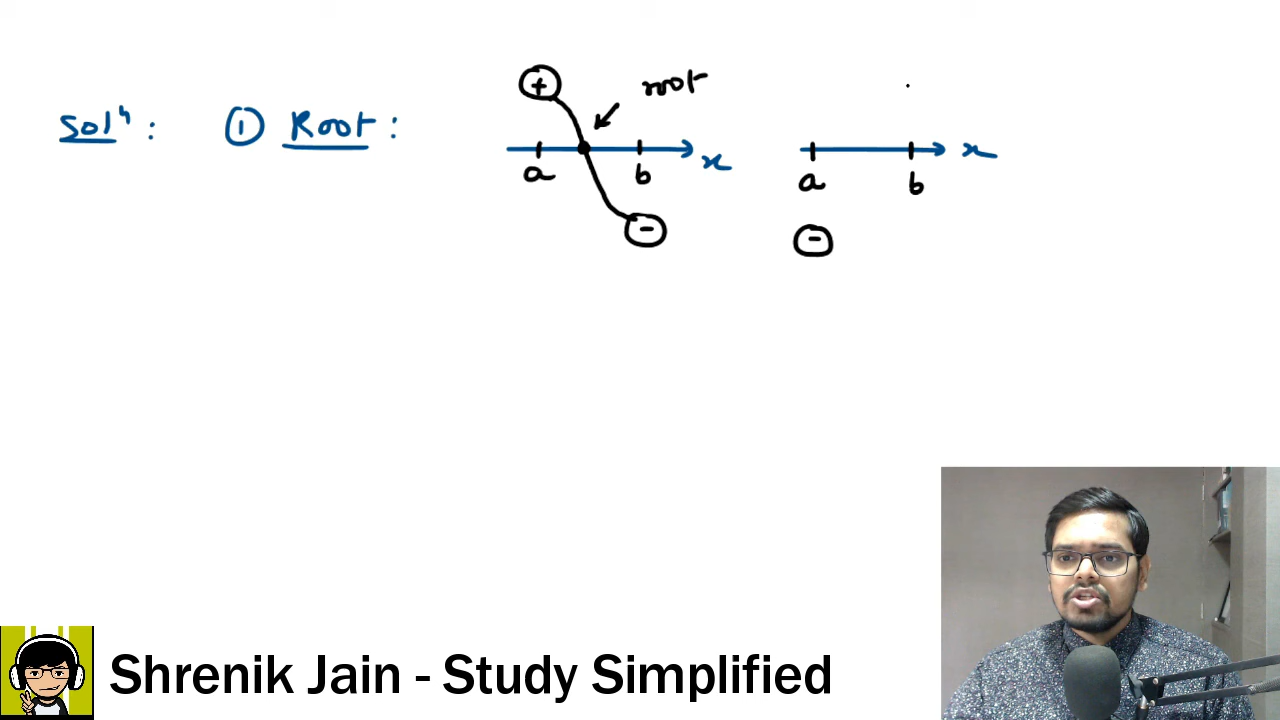 Solⁿ : ① Root :
+ root
a b x
a b x
-
-
Shrenik Jain - Study Simplified